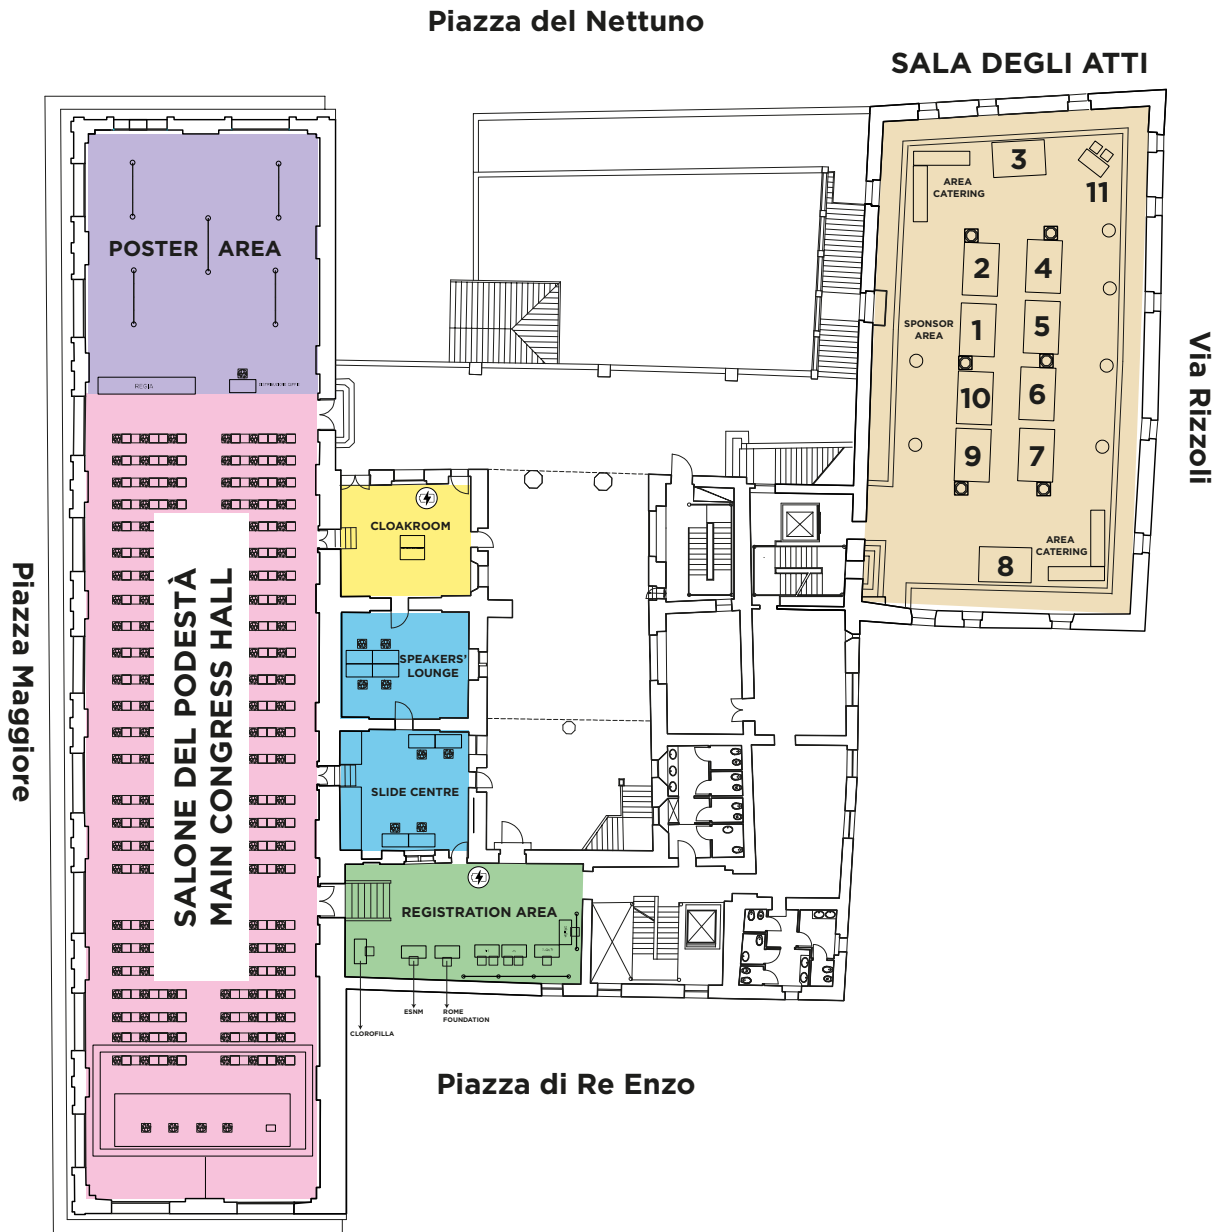 Piazza del Nettuno
SALA DEGLI ATTI
3
11
AREA
CATERING
POSTER AREA
2
4
SPONSOR
AREA
1
5
Via Rizzoli
REGIA
10
6
9
7
CLOAKROOM
AREA
CATERING
8
Piazza Maggiore
SALONE DEL PODESTÀ
MAIN CONGRESS HALL
SPEAKERS'
LOUNGE
SLIDE CENTRE
REGISTRATION AREA
ESNM
ROME
FOUNDATION
CLOROFILLA
Piazza di Re Enzo